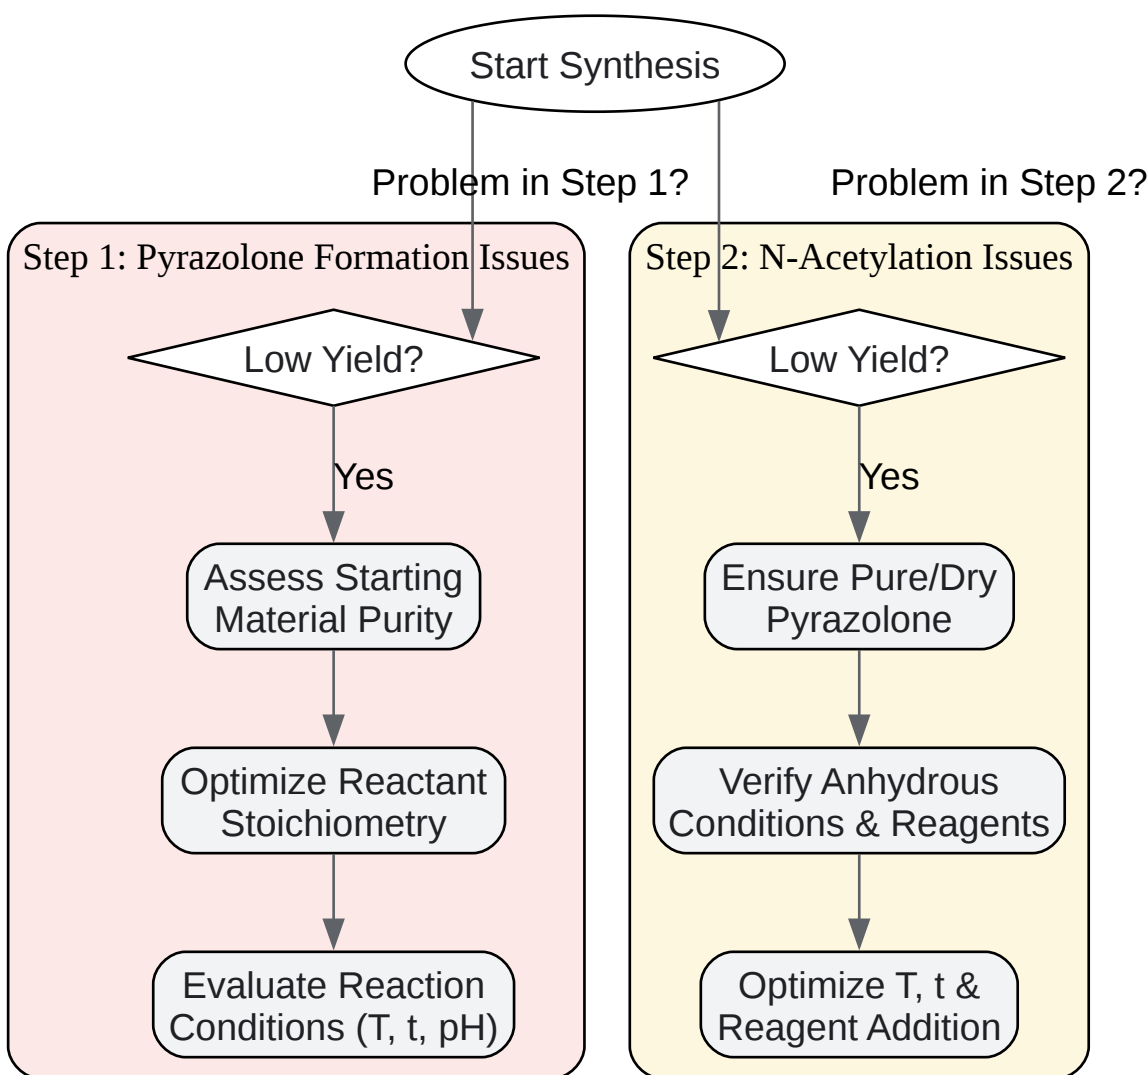 Start Synthesis
Problem in Step 1?
Problem in Step 2?
Step 1: Pyrazolone Formation Issues
Low Yield?
Yes
Assess Starting
Material Purity
Optimize Reactant
Stoichiometry
Evaluate Reaction
Conditions (T, t, pH)
Step 2: N-Acetylation Issues
Low Yield?
Yes
Ensure Pure/Dry
Pyrazolone
Verify Anhydrous
Conditions & Reagents
Optimize T, t &
Reagent Addition